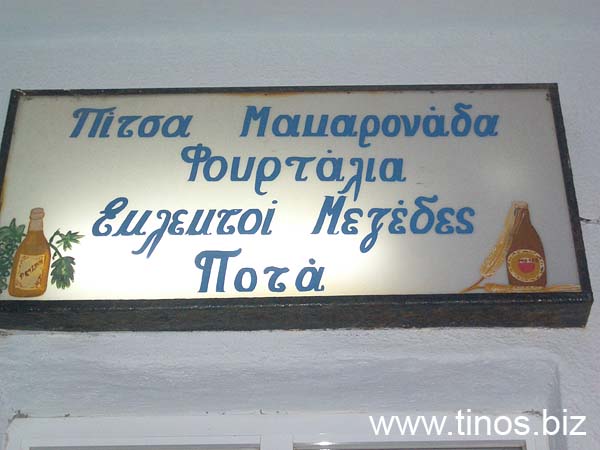 Πίτσα Μακαρονάδα
Φουρτάλια
Εκλεκτοί Μεζέδες
Ποτά
www.tinos.biz